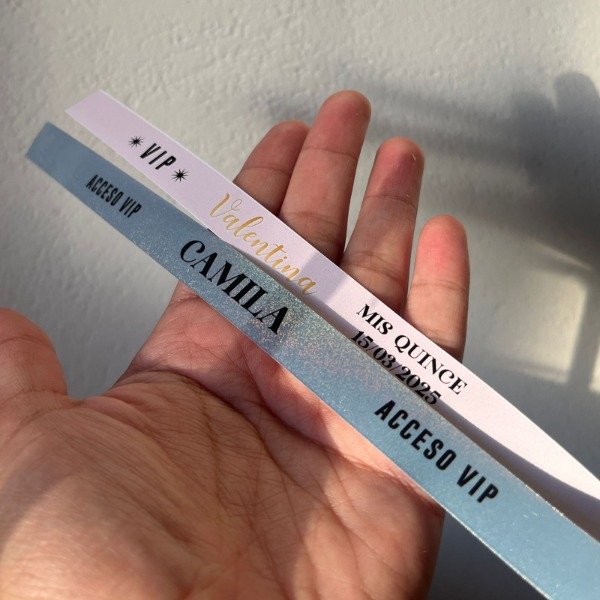 ✷ VIP ✷
Valentina
MIS QUINCE
15/03/2025
ACCESO VIP
CAMILA
ACCESO VIP